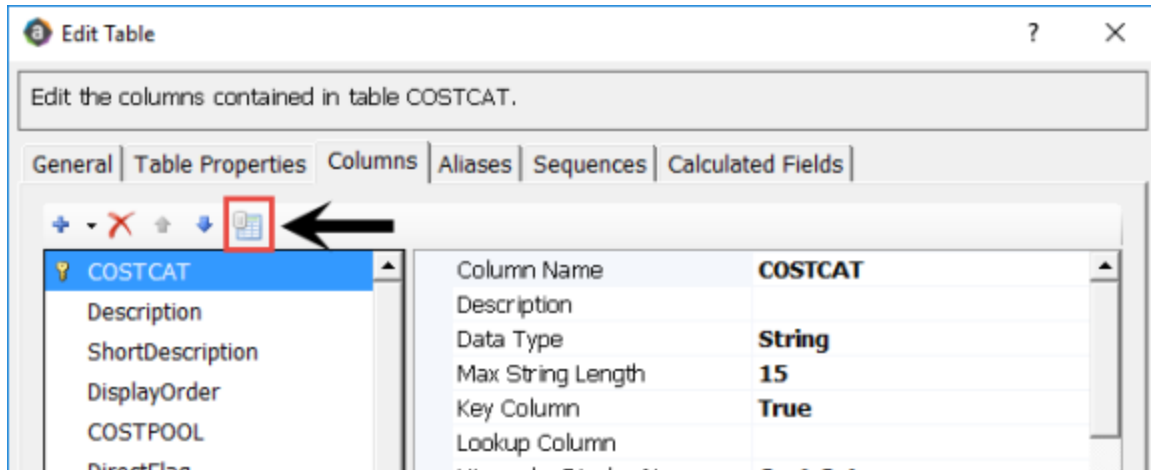 Edit Table
?
Edit the columns contained in table COSTCAT.
General Table Properties Columns Aliases Sequences Calculated Fields
COSTCAT
Description
ShortDescription
DisplayOrder
COSTPOOL
DirectFlag
Column Name COSTCAT
Description
Data Type String
Max String Length 15
Key Column True
Lookup Column